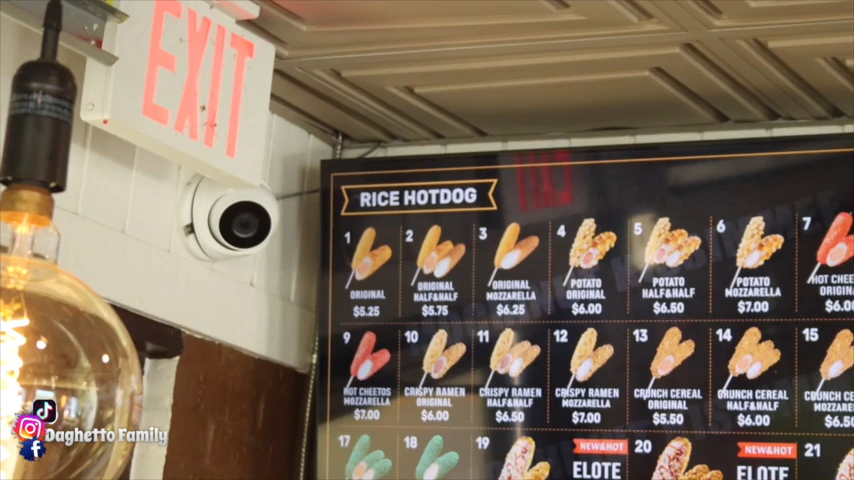 EXIT
RICE HOTDOG
1
ORIGINAL
$5.25
2
ORIGINAL
HALF&HALF
$5.75
3
ORIGINAL
MOZZARELLA
$6.25
4
POTATO
ORIGINAL
$6.00
5
POTATO
HALF&HALF
$6.50
6
POTATO
MOZZARELLA
$7.00
7
HOT CHEE
ORIG
$6.0
9
HOT CHEETOS
MOZZARELLA
$7.00
10
CRISPY RAMEN
ORIGINAL
$6.00
11
CRISPY RAMEN
HALF&HALF
$6.50
12
CRISPY RAMEN
MOZZARELLA
$7.00
13
CRUNCH CEREAL
ORIGINAL
$5.50
14
CRUNCH CEREAL
HALF&HALF
$6.00
15
CRUNCH CE
MOZZARE
$6.50
17
18
19
NEW&HOT
ELOTE
20
NEW&HOT
ELOTE
21
Daghetto Family